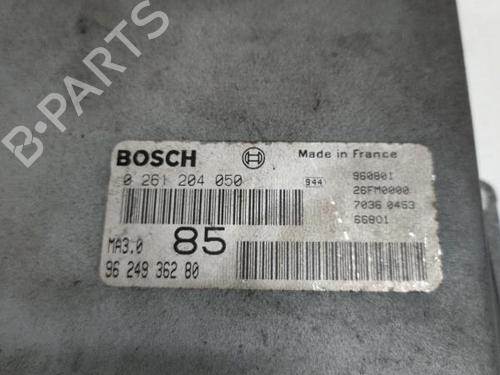 B-PARTS
BOSCH Made in France
0 261 204 050 944 960801
26FM0000
7036 0453
66801
MA3.0 85
96 249 362 80